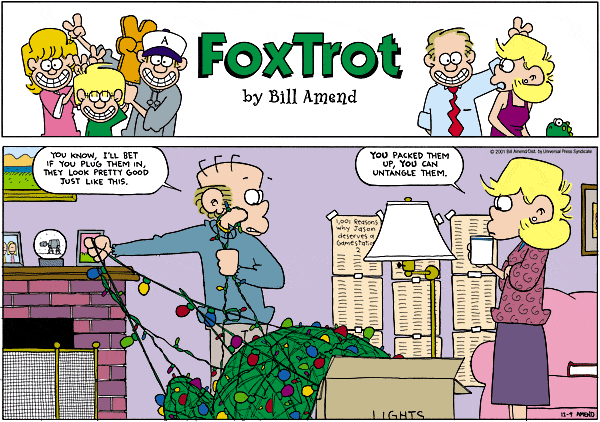 FoxTrot
by Bill Amend
A
© 2001 Bill Amend/Dist. by Universal Press Syndicate
YOU KNOW, I'LL BET
IF YOU PLUG THEM IN,
THEY LOOK PRETTY GOOD
JUST LIKE THIS.
YOU PACKED THEM
UP, YOU CAN
UNTANGLE THEM.
1,001 Reasons
why Jason
deserves a
Gamestation
2
LIGHTS
12-9 AMEND